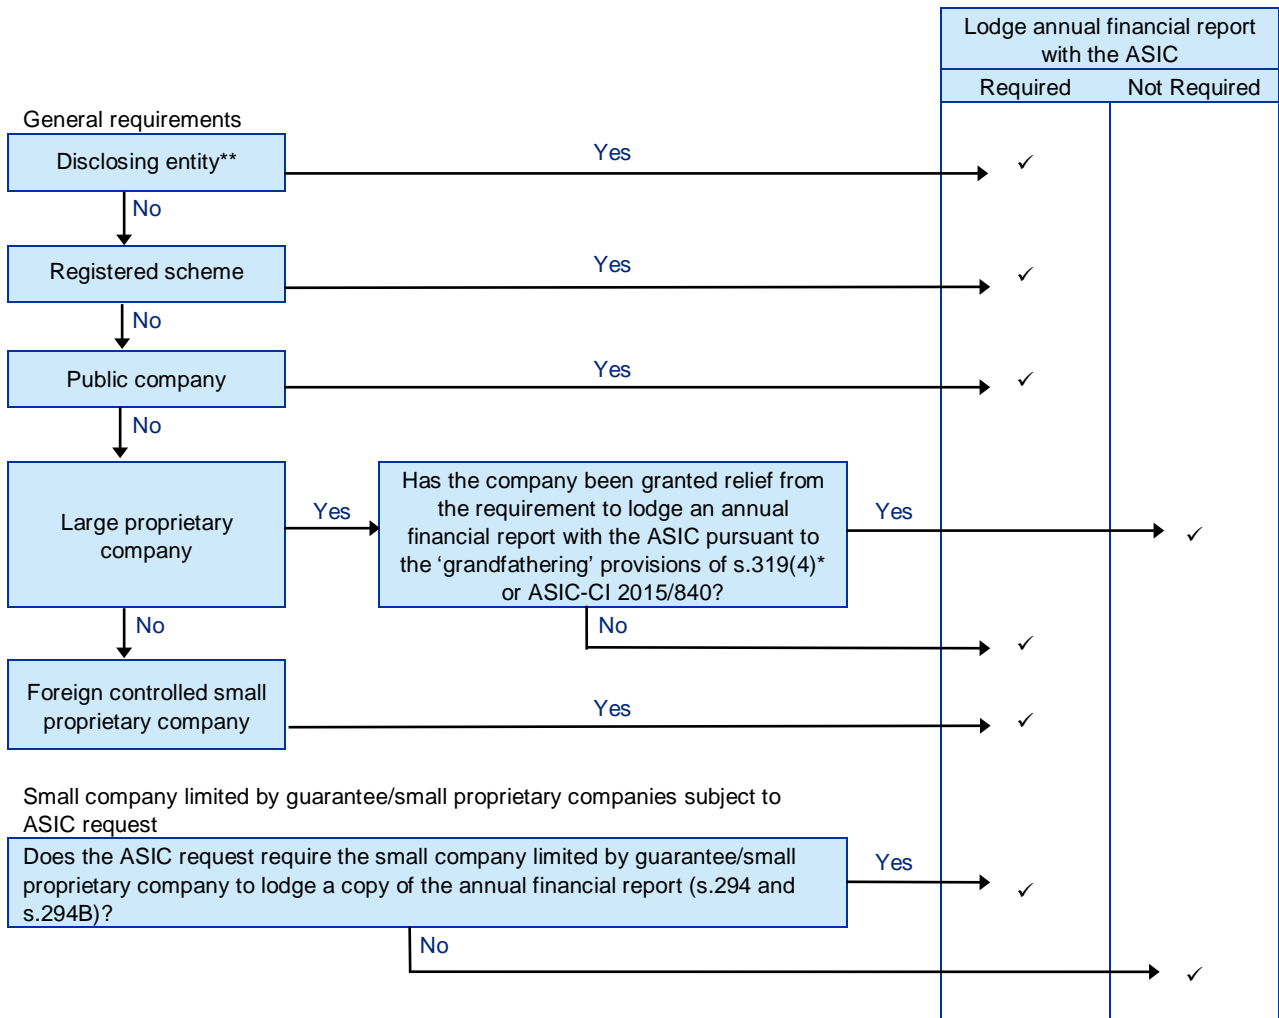 Lodge annual financial report
with the ASIC
Required
Not Required
General requirements
Disclosing entity**
Yes
✓
No
Registered scheme
Yes
✓
No
Public company
Yes
✓
No
Large proprietary
company
Yes
Has the company been granted relief from
the requirement to lodge an annual
financial report with the ASIC pursuant to
the ‘grandfathering’ provisions of s.319(4)*
or ASIC-CI 2015/840?
Yes
✓
No
✓
No
Foreign controlled small
proprietary company
Yes
✓
Small company limited by guarantee/small proprietary companies subject to
ASIC request
Does the ASIC request require the small company limited by guarantee/small
proprietary company to lodge a copy of the annual financial report (s.294 and
s.294B)?
Yes
✓
No
✓